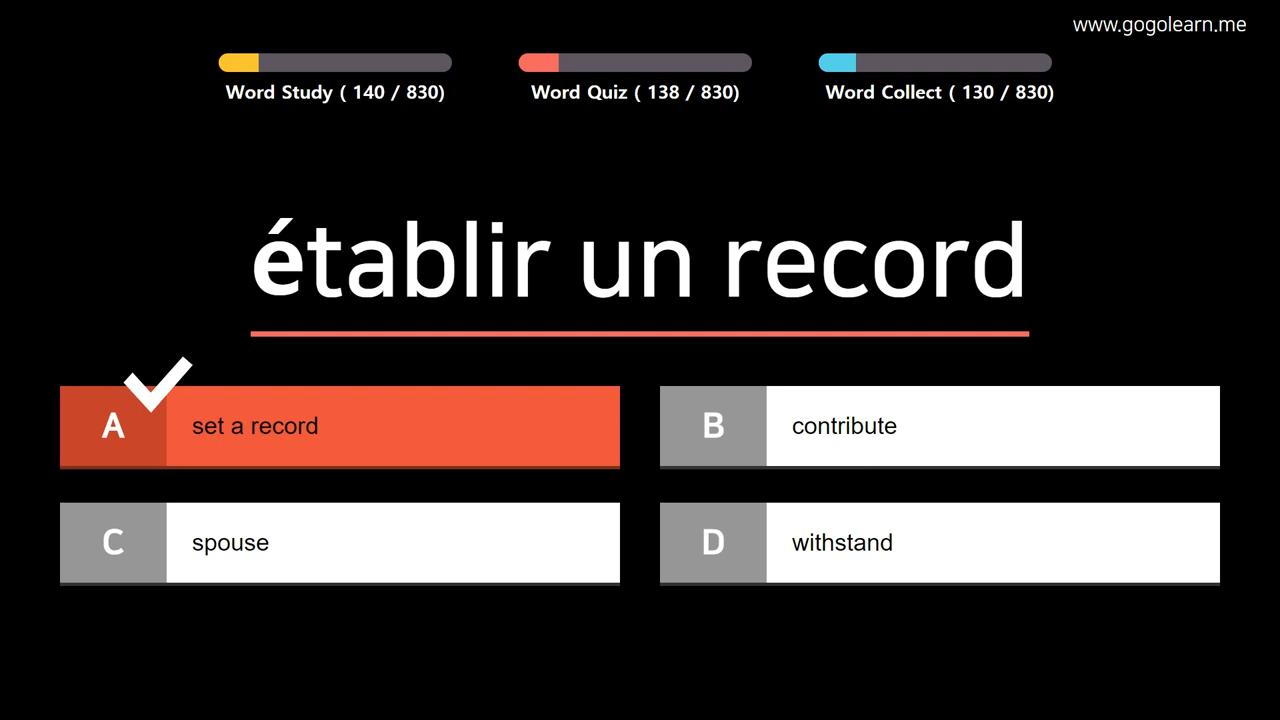 www.gogolearn.me
Word Study ( 140 / 830)
Word Quiz ( 138 / 830)
Word Collect ( 130 / 830)
établir un record
A set a record
B contribute
C spouse
D withstand